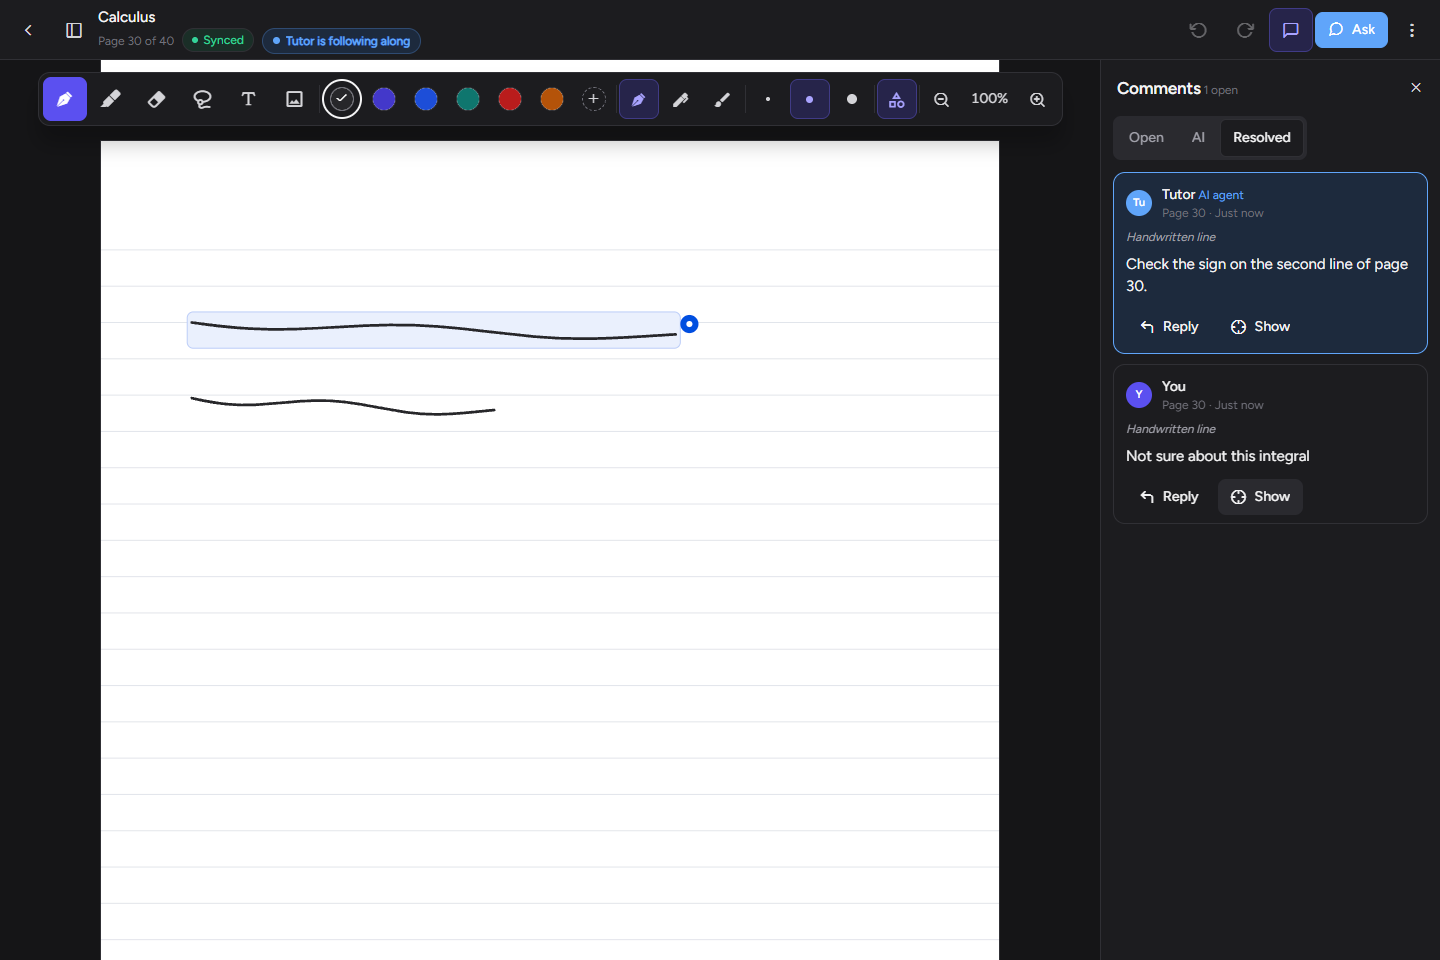 Calculus
Page 30 of 40
Synced
Tutor is following along
Ask
T
100%
Comments 1 open
Open
AI
Resolved
Tu
Tutor AI agent
Page 30 · Just now
Handwritten line
Check the sign on the second line of page
30.
Reply
Show
Y
You
Page 30 · Just now
Handwritten line
Not sure about this integral
Reply
Show